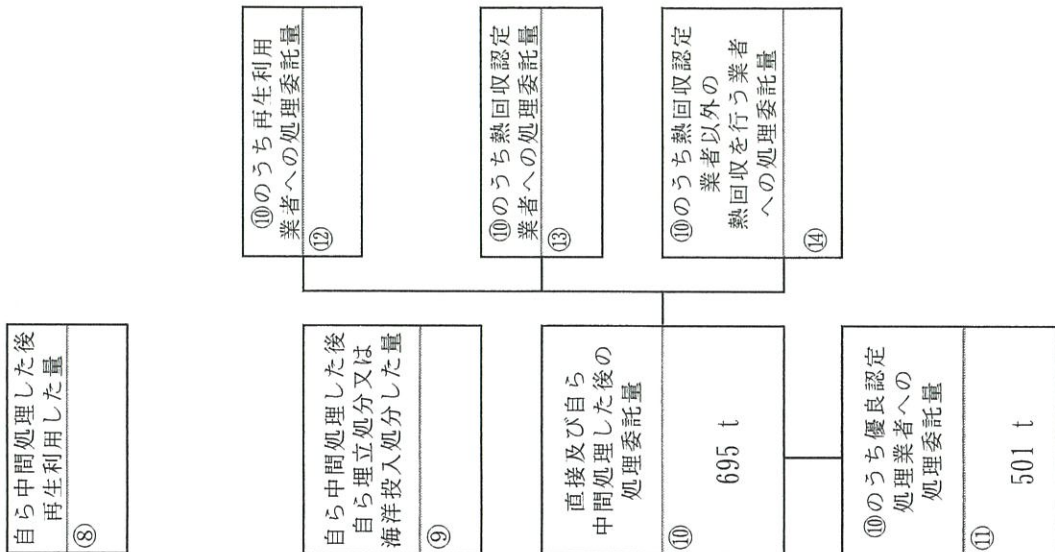 自ら中間処理した後
再生利用した量
⑧
自ら中間処理した後
自ら埋立処分又は
海洋投入処分した量
⑨
直接及び自ら
中間処理した後の
処理委託量
⑩
695 t
⑩のうち優良認定
処理業者への
処理委託量
⑪
501 t
⑩のうち再生利用
業者への処理委託量
⑫
⑩のうち熱回収認定
業者への処理委託量
⑬
⑩のうち熱回収認定
業者以外の
熱回収を行う業者
への処理委託量
⑭